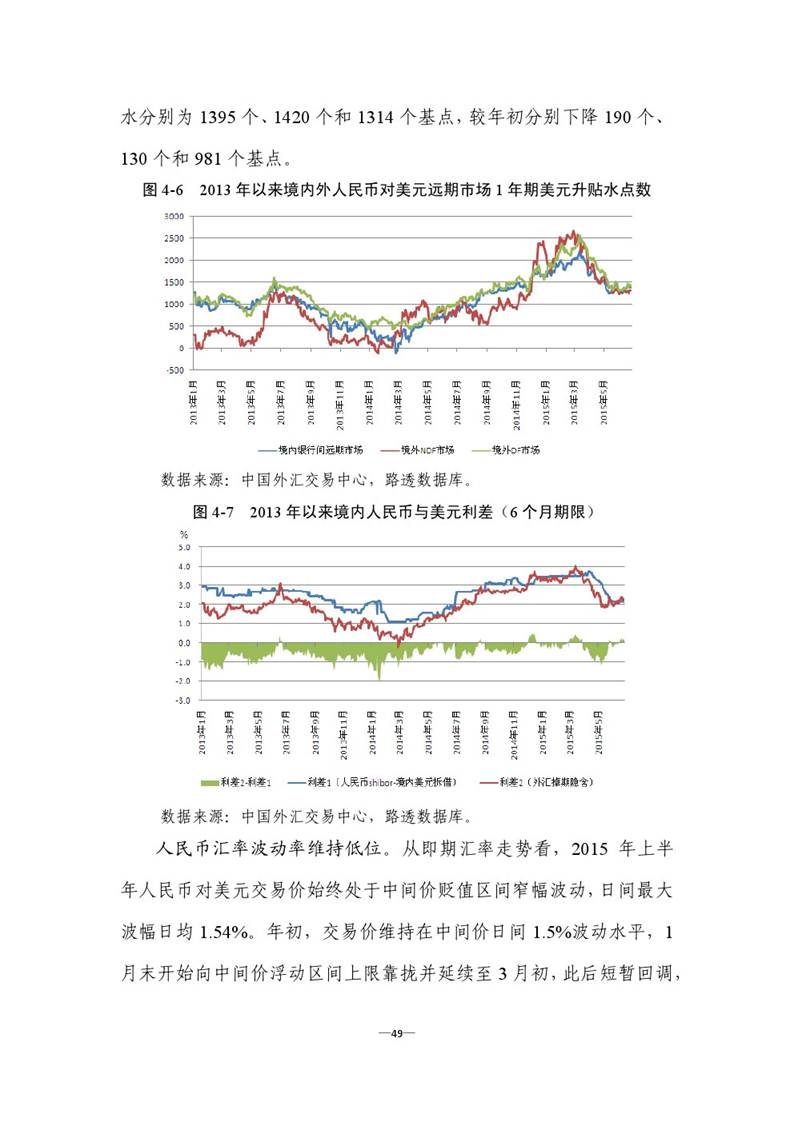 水分别为 1395 个、1420 个和 1314 个基点，较年初分别下降 190 个、
130 个和 981 个基点。
图 4-6 2013 年以来境内外人民币对美元远期市场 1 年期美元升贴水点数
3000
2500
2000
1500
1000
500
0
-500
2013年1月
2013年3月
2013年5月
2013年7月
2013年9月
2013年11月
2014年1月
2014年3月
2014年5月
2014年7月
2014年9月
2014年11月
2015年1月
2015年3月
2015年5月
境内银行间远期市场 境外NDF市场 境外DF市场
数据来源：中国外汇交易中心，路透数据库。
图 4-7 2013 年以来境内人民币与美元利差（6 个月期限）
%
5.0
4.0
3.0
2.0
1.0
0.0
-1.0
-2.0
-3.0
2013年1月
2013年3月
2013年5月
2013年7月
2013年9月
2013年11月
2014年1月
2014年3月
2014年5月
2014年7月
2014年9月
2014年11月
2015年1月
2015年3月
2015年5月
利差2-利差1 利差1（人民币shibor-境内美元拆借） 利差2（外汇掉期隐含）
数据来源：中国外汇交易中心，路透数据库。
人民币汇率波动率维持低位。从即期汇率走势看，2015 年上半
年人民币对美元交易价始终处于中间价贬值区间窄幅波动，日间最大
波幅日均 1.54%。年初，交易价维持在中间价日间 1.5%波动水平，1
月末开始向中间价浮动区间上限靠拢并延续至 3 月初，此后短暂回调，
—49—